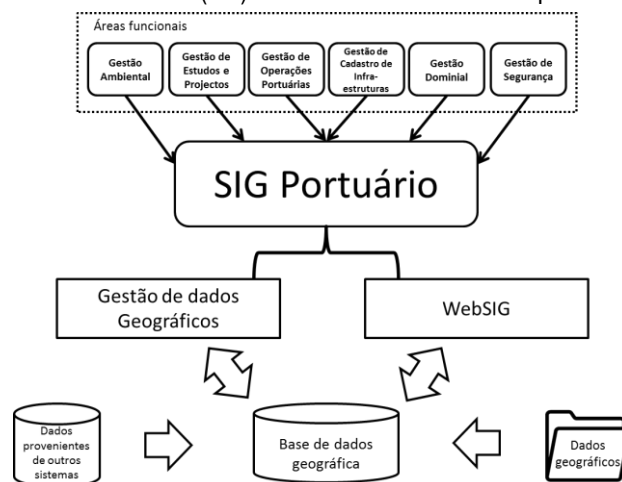 Áreas funcionais
Gestão
Ambiental
Gestão de
Estudos e
Projectos
Gestão de
Operações
Portuárias
Gestão de
Cadastro de
Infra-
estruturas
Gestão
Dominial
Gestão de
Segurança
SIG Portuário
Gestão de dados
Geográficos
WebSIG
Dados
provenientes
de outros
sistemas
Base de dados
geográfica
Dados
geográficos